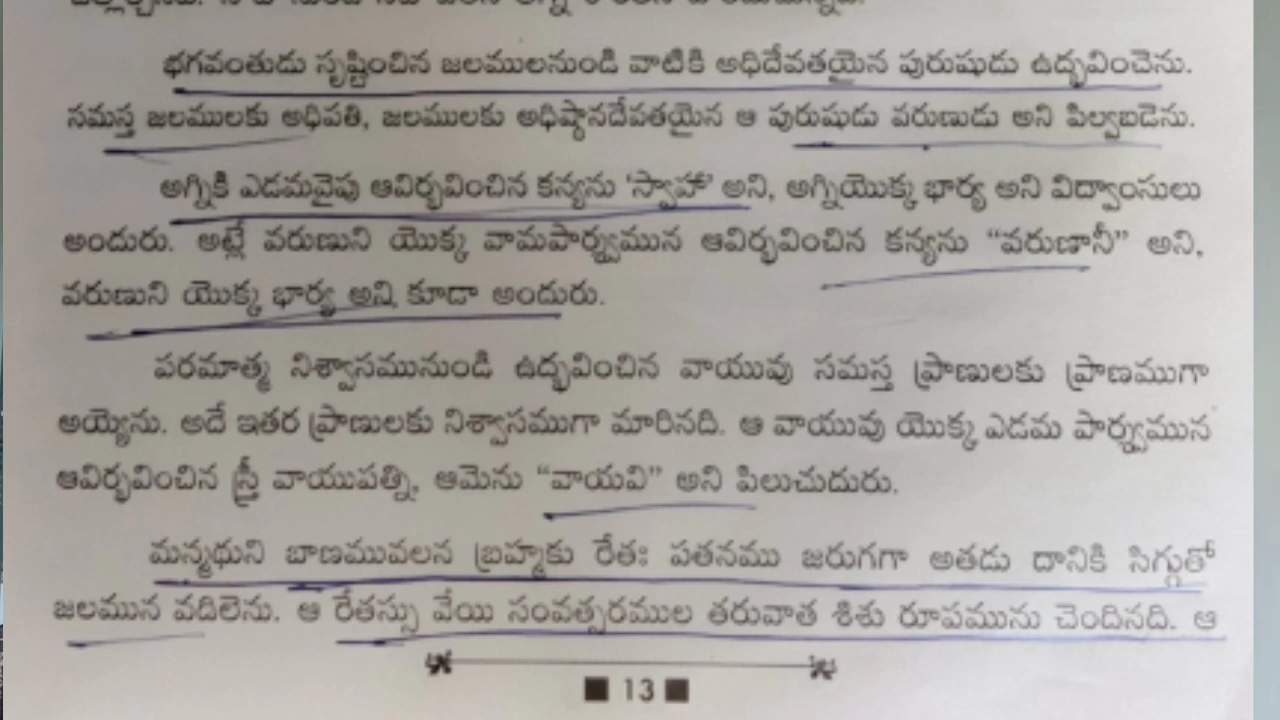 భగవంతుడు సృష్టించిన జలములనుండి వాటికి అధిదేవతయైన పురుషుడు ఉద్భవించెను.
సమస్త జలములకు అధిపతి, జలములకు అధిష్ఠానదేవతయైన ఆ పురుషుడు వరుణుడు అని పిల్వబడెను.
అగ్నికి ఎడమవైపు ఆవిర్భవించిన కన్యను ‘స్వాహా’ అని, అగ్నియొక్క భార్య అని విద్వాంసులు
అందురు. అట్లే వరుణుని యొక్క వామపార్శ్వమున ఆవిర్భవించిన కన్యను “వరుణానీ” అని,
వరుణుని యొక్క భార్య అని కూడా అందురు.
పరమాత్మ నిశ్వాసమునుండి ఉద్భవించిన వాయువు సమస్త ప్రాణులకు ప్రాణముగా
అయ్యెను. అదే ఇతర ప్రాణులకు నిశ్వాసముగా మారినది. ఆ వాయువు యొక్క ఎడమ పార్శ్వమున
ఆవిర్భవించిన స్త్రీ వాయుపత్ని, ఆమెను “వాయవి” అని పిలుచుదురు.
మన్మథుని బాణమువలన బ్రహ్మకు రేతః పతనము జరుగగా అతడు దానికి సిగ్గుతో
జలమున వదిలెను. ఆ రేతస్సు వేయి సంవత్సరముల తరువాత శిశు రూపమును చెందినది. ఆ
13